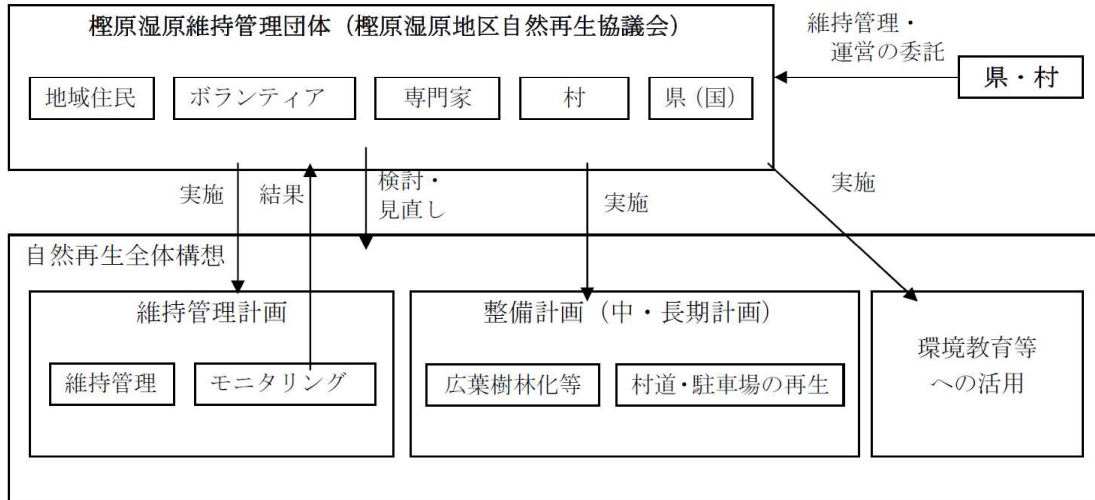 樫原湿原維持管理団体（樫原湿原地区自然再生協議会）
維持管理・
運営の委託
県・村
地域住民
ボランティア
専門家
村
県（国）
実施
結果
検討・
見直し
実施
実施
自然再生全体構想
維持管理計画
維持管理
モニタリング
整備計画（中・長期計画）
広葉樹林化等
村道・駐車場の再生
環境教育等
への活用